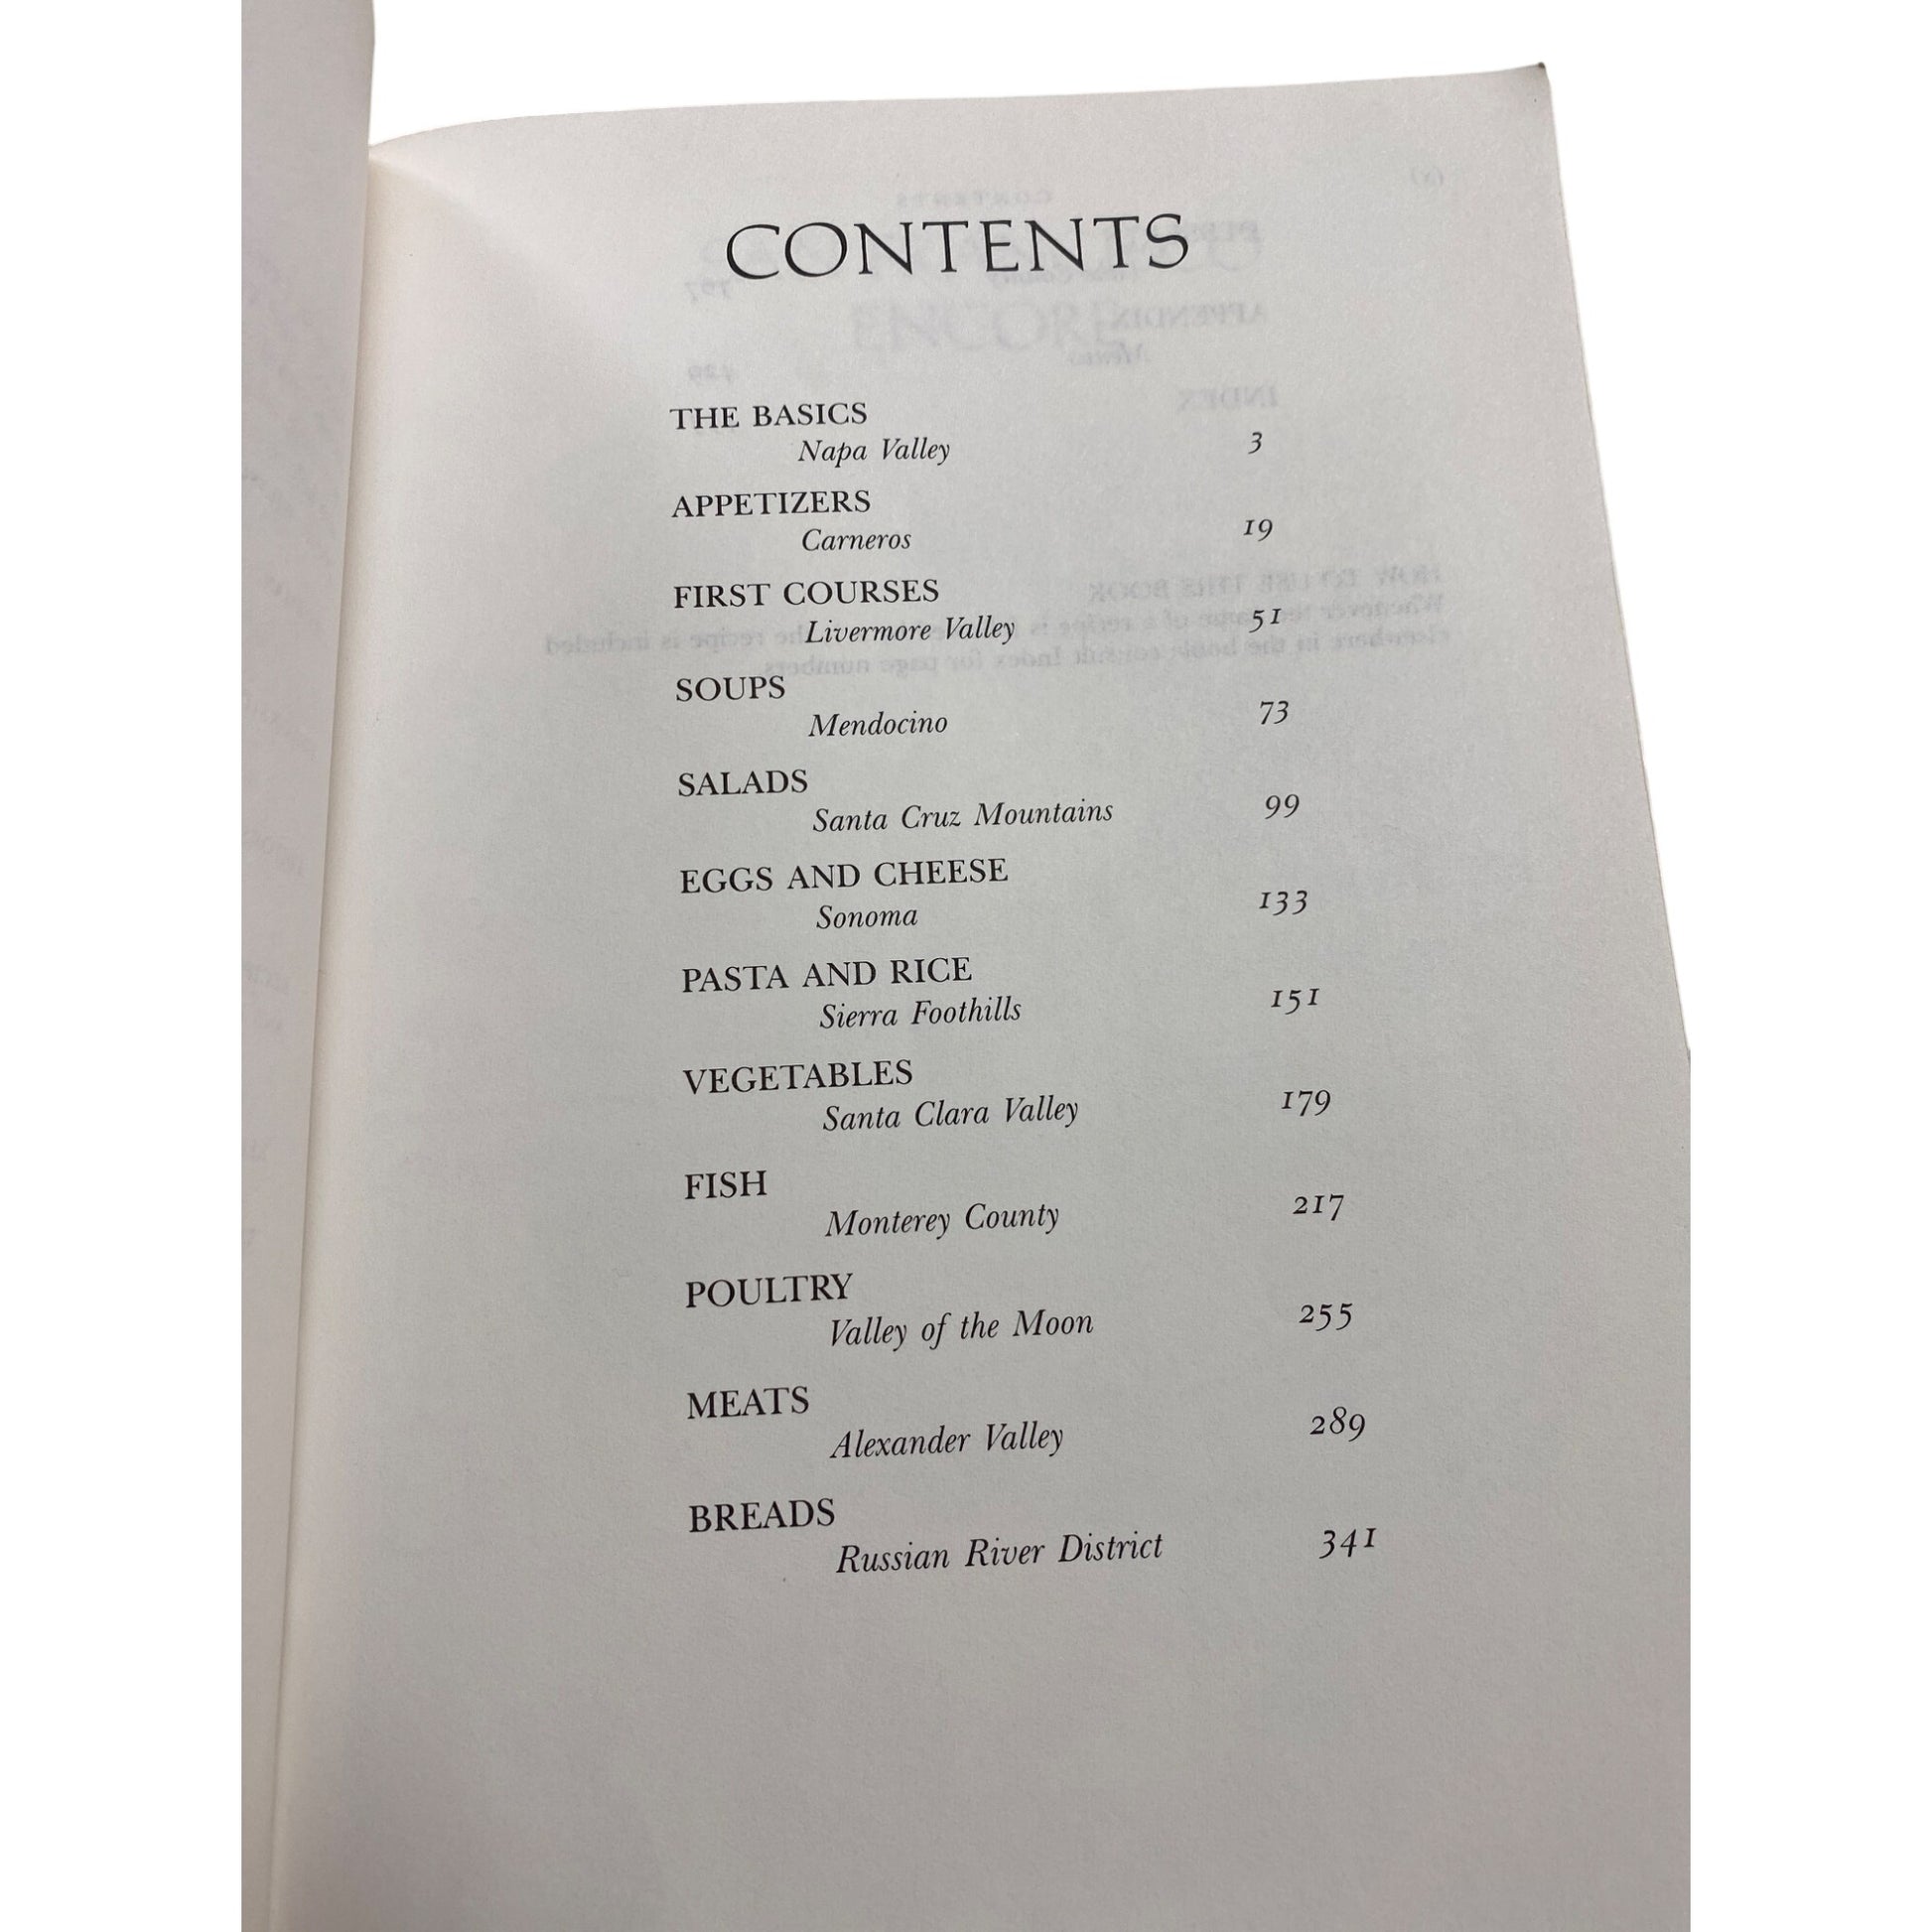 CONTENTS
THE BASICS
Napa Valley 3
APPETIZERS
Carneros 19
FIRST COURSES
Livermore Valley 51
SOUPS
Mendocino 73
SALADS
Santa Cruz Mountains 99
EGGS AND CHEESE
Sonoma 133
PASTA AND RICE
Sierra Foothills 151
VEGETABLES
Santa Clara Valley 179
FISH
Monterey County 217
POULTRY
Valley of the Moon 255
MEATS
Alexander Valley 289
BREADS
Russian River District 341